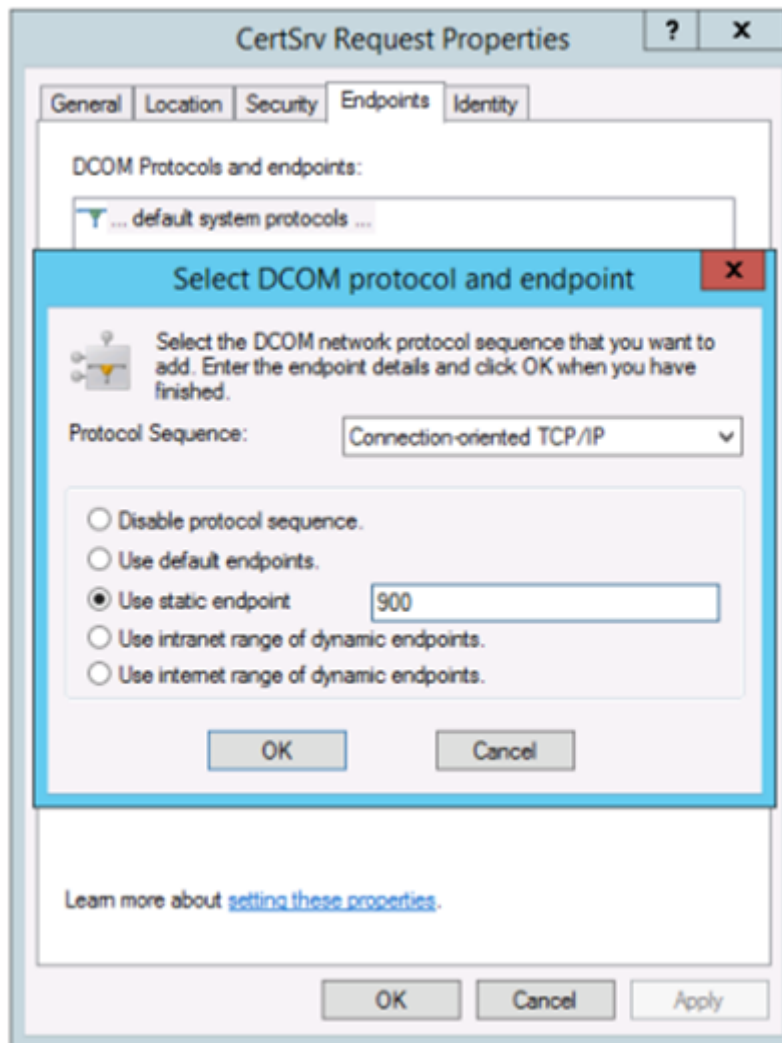 CertSrv Request Properties
?
x
General
Location
Security
Endpoints
Identity
DCOM Protocols and endpoints:
... default system protocols ...
Select DCOM protocol and endpoint
x
Select the DCOM network protocol sequence that you want to
add. Enter the endpoint details and click OK when you have
finished.
Protocol Sequence:
Connection-oriented TCP/IP
Disable protocol sequence.
Use default endpoints.
Use static endpoint
900
Use intranet range of dynamic endpoints.
Use internet range of dynamic endpoints.
OK
Cancel
Learn more about setting these properties.
OK
Cancel
Apply